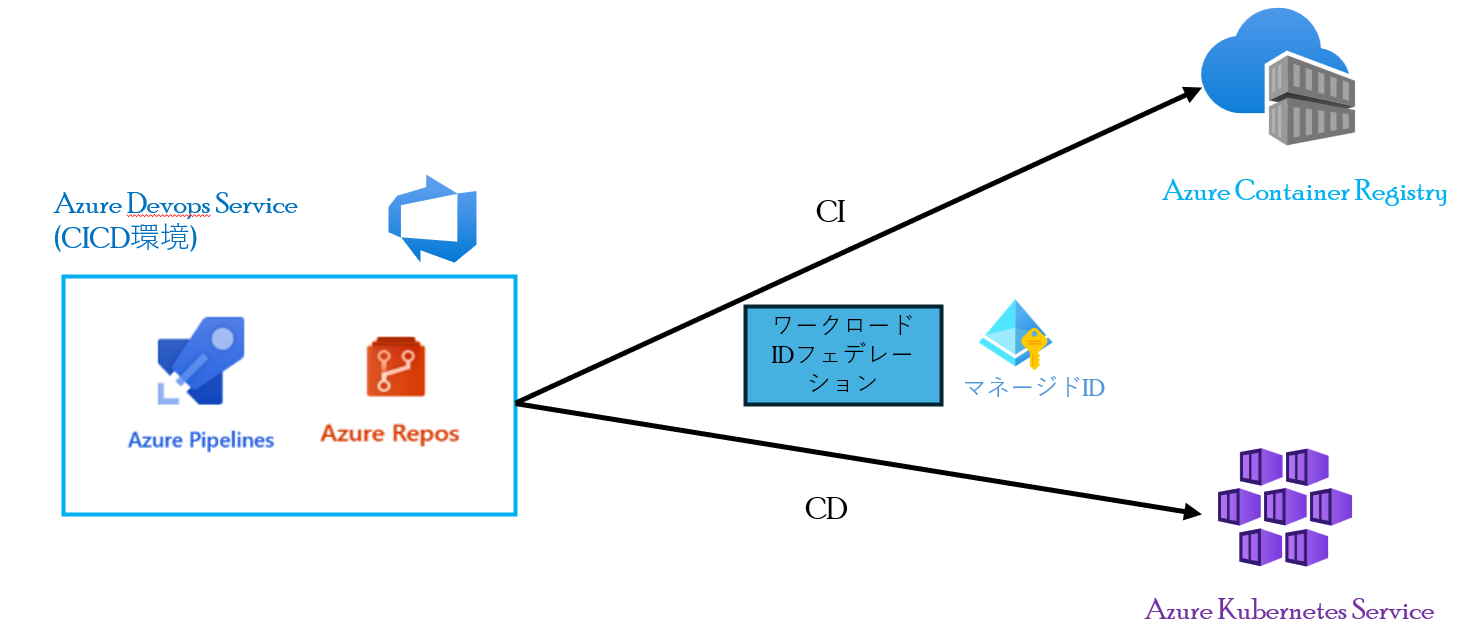 Azure Devops Service
(CICD環境)
Azure Pipelines
Azure Repos
CI
ワークロード
IDフェデレー
ション
マネージドID
CD
Azure Container Registry
Azure Kubernetes Service